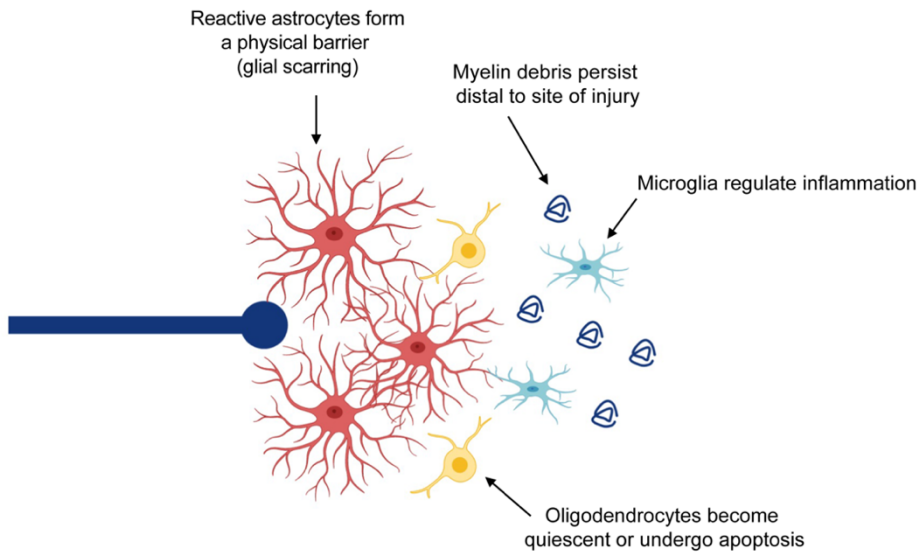 Reactive astrocytes form
a physical barrier
(glial scarring)
Myelin debris persist
distal to site of injury
Microglia regulate inflammation
Oligodendrocytes become
quiescent or undergo apoptosis